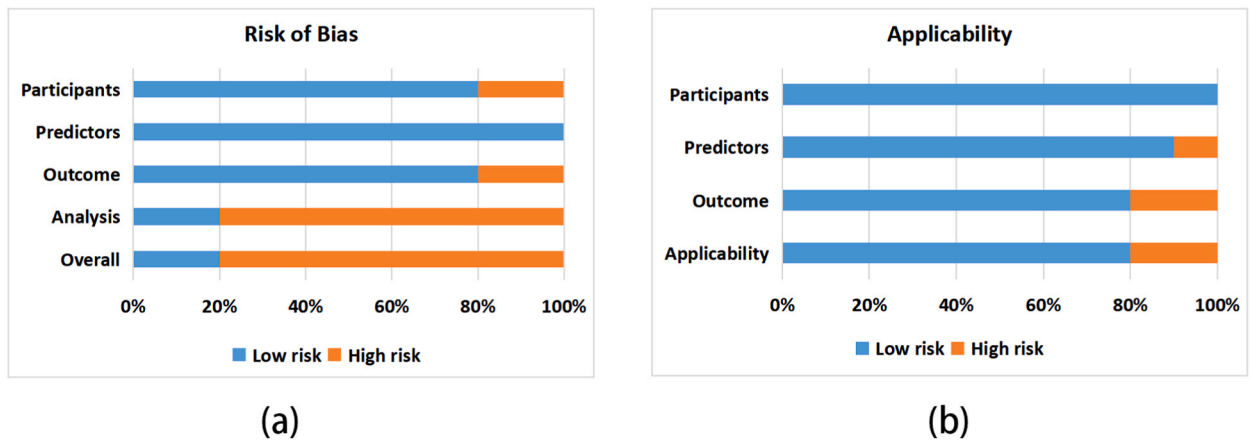 Risk of Bias
Participants
Predictors
Outcome
Analysis
Overall
0% 20% 40% 60% 80% 100%
Low risk High risk
(a)
Applicability
Participants
Predictors
Outcome
Applicability
0% 20% 40% 60% 80% 100%
Low risk High risk
(b)